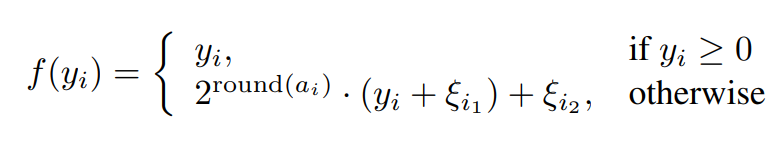 f(y_i) = { y_i, if y_i ≥ 0
2^{round(a_i)} · (y_i + ξ_{i_1}) + ξ_{i_2}, otherwise